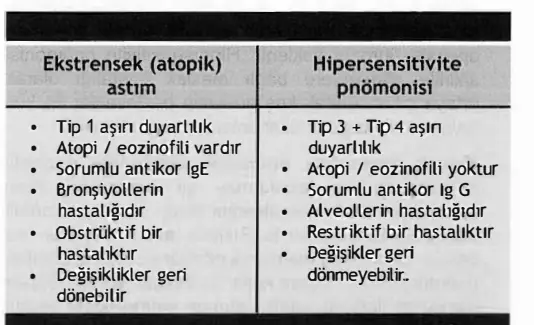 Ekstrensek (atopik)
astım
• Tip 1 aşırı duyarlılık
• Atopi / eozinofili vardır
• Sorumlu antikor IgE
• Bronşiyollerin
hastalığıdır
• Obstrüktif bir
hastalıktır
• Değişiklikler geri
dönebilir
Hipersensitivite
pnömonisi
• Tip 3 + Tip 4 aşırı
duyarlılık
• Atopi / eozinofili yoktur
• Sorumlu antikor Ig G
• Alveollerin hastalığıdır
• Restriktif bir hastalıktır
Değişikler geri
dönmeyebilir.